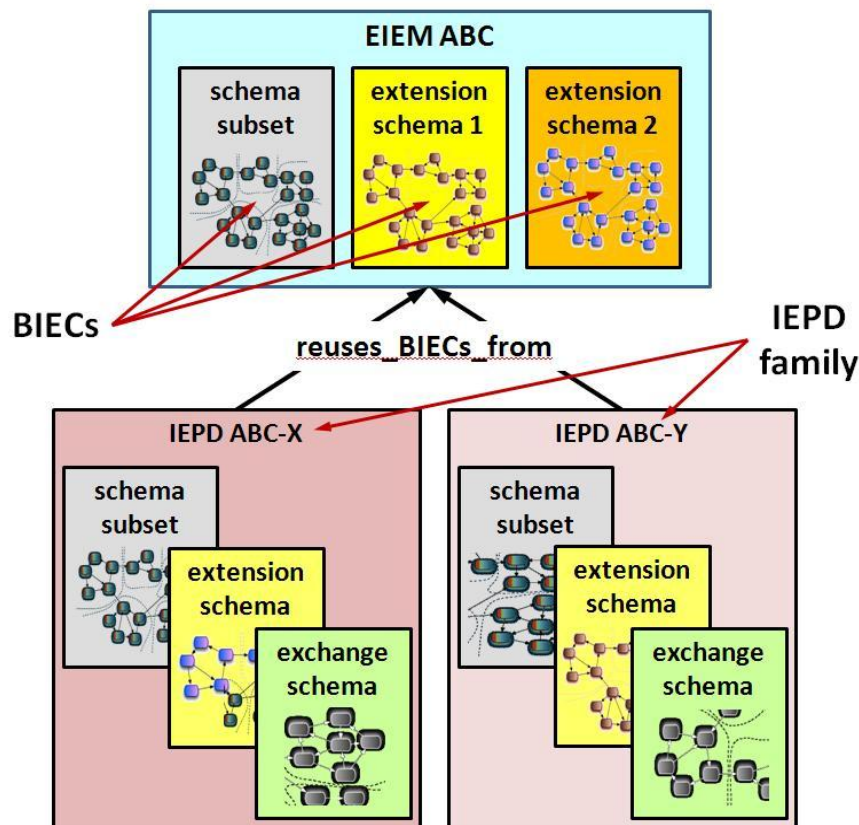 EIEM ABC
schema
subset
extension
schema 1
extension
schema 2
BIECs
reuses_BIECs_from
IEPD
family
IEPD ABC-X
schema
subset
extension
schema
exchange
schema
IEPD ABC-Y
schema
subset
extension
schema
exchange
schema